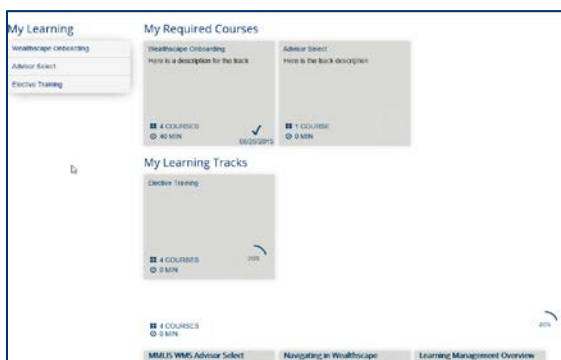 My Learning
Wealthscape Onboarding
Advisor Select
Elective Training
My Required Courses
Wealthscape Onboarding
Here is a description for the track
4 COURSES
40 MIN
08/25/2015
Advisor Select
Here is the track description
1 COURSE
0 MIN
My Learning Tracks
Elective Training
4 COURSES
0 MIN
20%
4 COURSES
0 MIN
20%
MMLIS WMS Advisor Select
Navigating in Wealthscape
Learning Management Overview